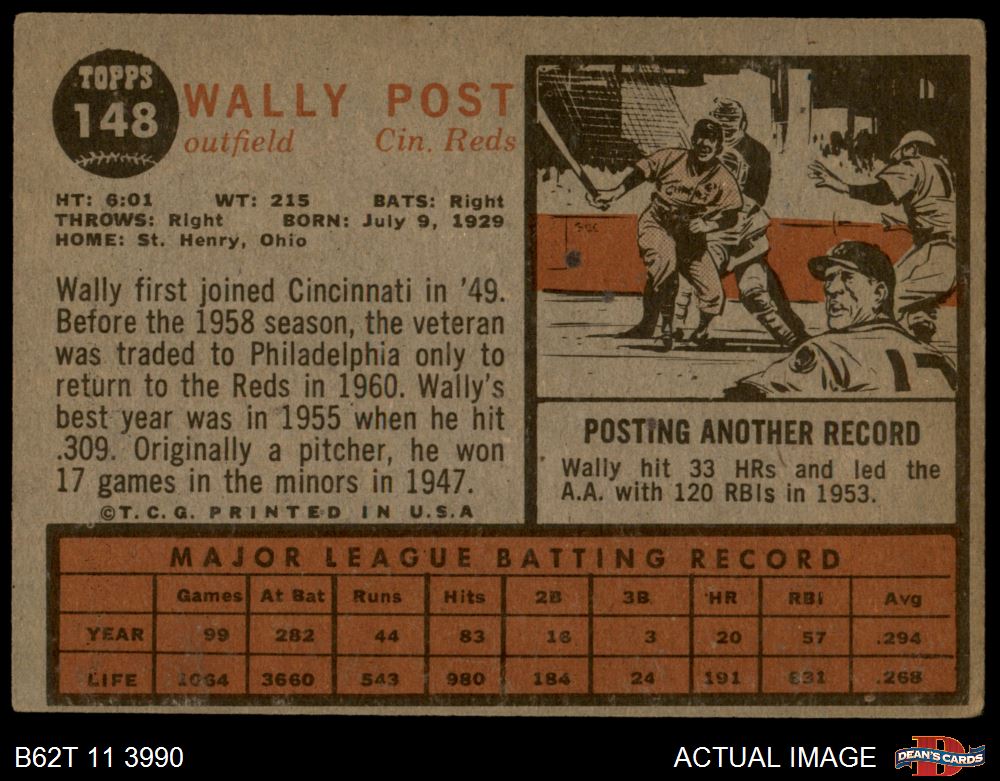 TOPPS
148
WALLY POST
outfield Cin. Reds
HT: 6:01 WT: 215 BATS: Right
THROWS: Right BORN: July 9, 1929
HOME: St. Henry, Ohio
Wally first joined Cincinnati in '49.
Before the 1958 season, the veteran
was traded to Philadelphia only to
return to the Reds in 1960. Wally's
best year was in 1955 when he hit
.309. Originally a pitcher, he won
17 games in the minors in 1947.
©T.C.G. PRINTED IN U.S.A
17
POSTING ANOTHER RECORD
Wally hit 33 HRs and led the
A.A. with 120 RBIs in 1953.
MAJOR LEAGUE BATTING RECORD
Games At Bat Runs Hits 2B 3B HR RBI Avg
YEAR 99 282 44 83 16 3 20 57 .294
LIFE 1064 3660 543 980 184 24 191 631 .268
B62T 11 3990
ACTUAL IMAGE
DEAN'S CARDS